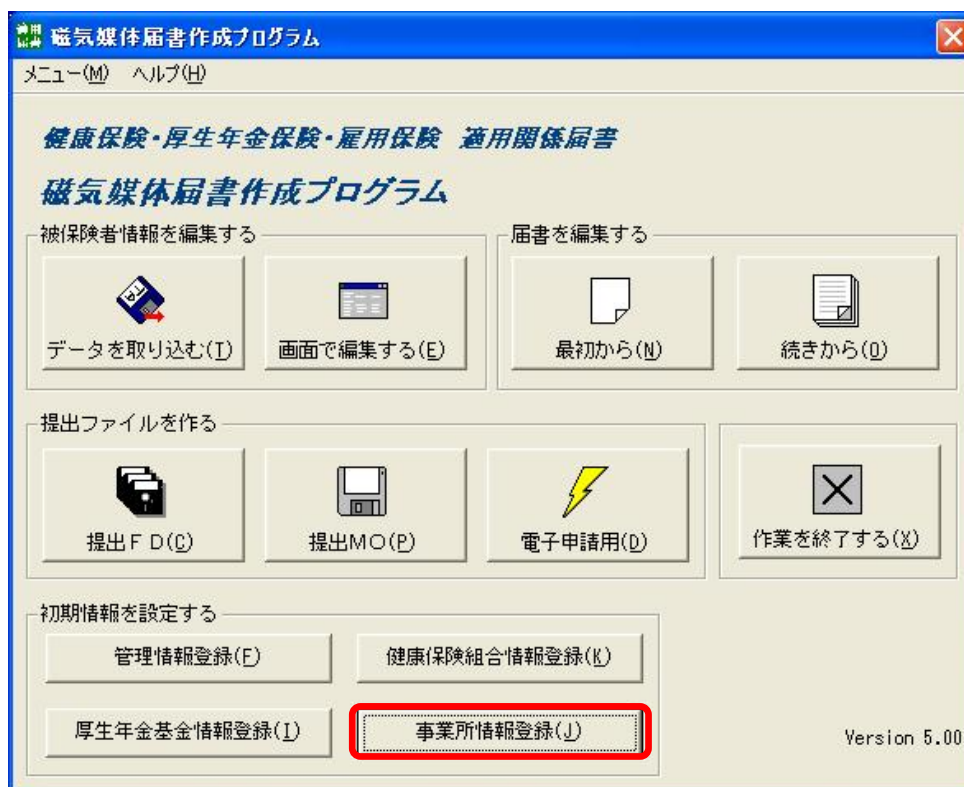 磁気媒体届書作成プログラム
メニュー(M) ヘルプ(H)
健康保険・厚生年金保険・雇用保険 適用関係届書
磁気媒体届書作成プログラム
被保険者情報を編集する
データを取り込む(T)
画面で編集する(E)
届書を編集する
最初から(N)
続きから(O)
提出ファイルを作る
提出FD(C)
提出MO(P)
電子申請用(D)
作業を終了する(X)
初期情報を設定する
管理情報登録(F)
健康保険組合情報登録(K)
厚生年金基金情報登録(I)
事業所情報登録(J)
Version 5.00